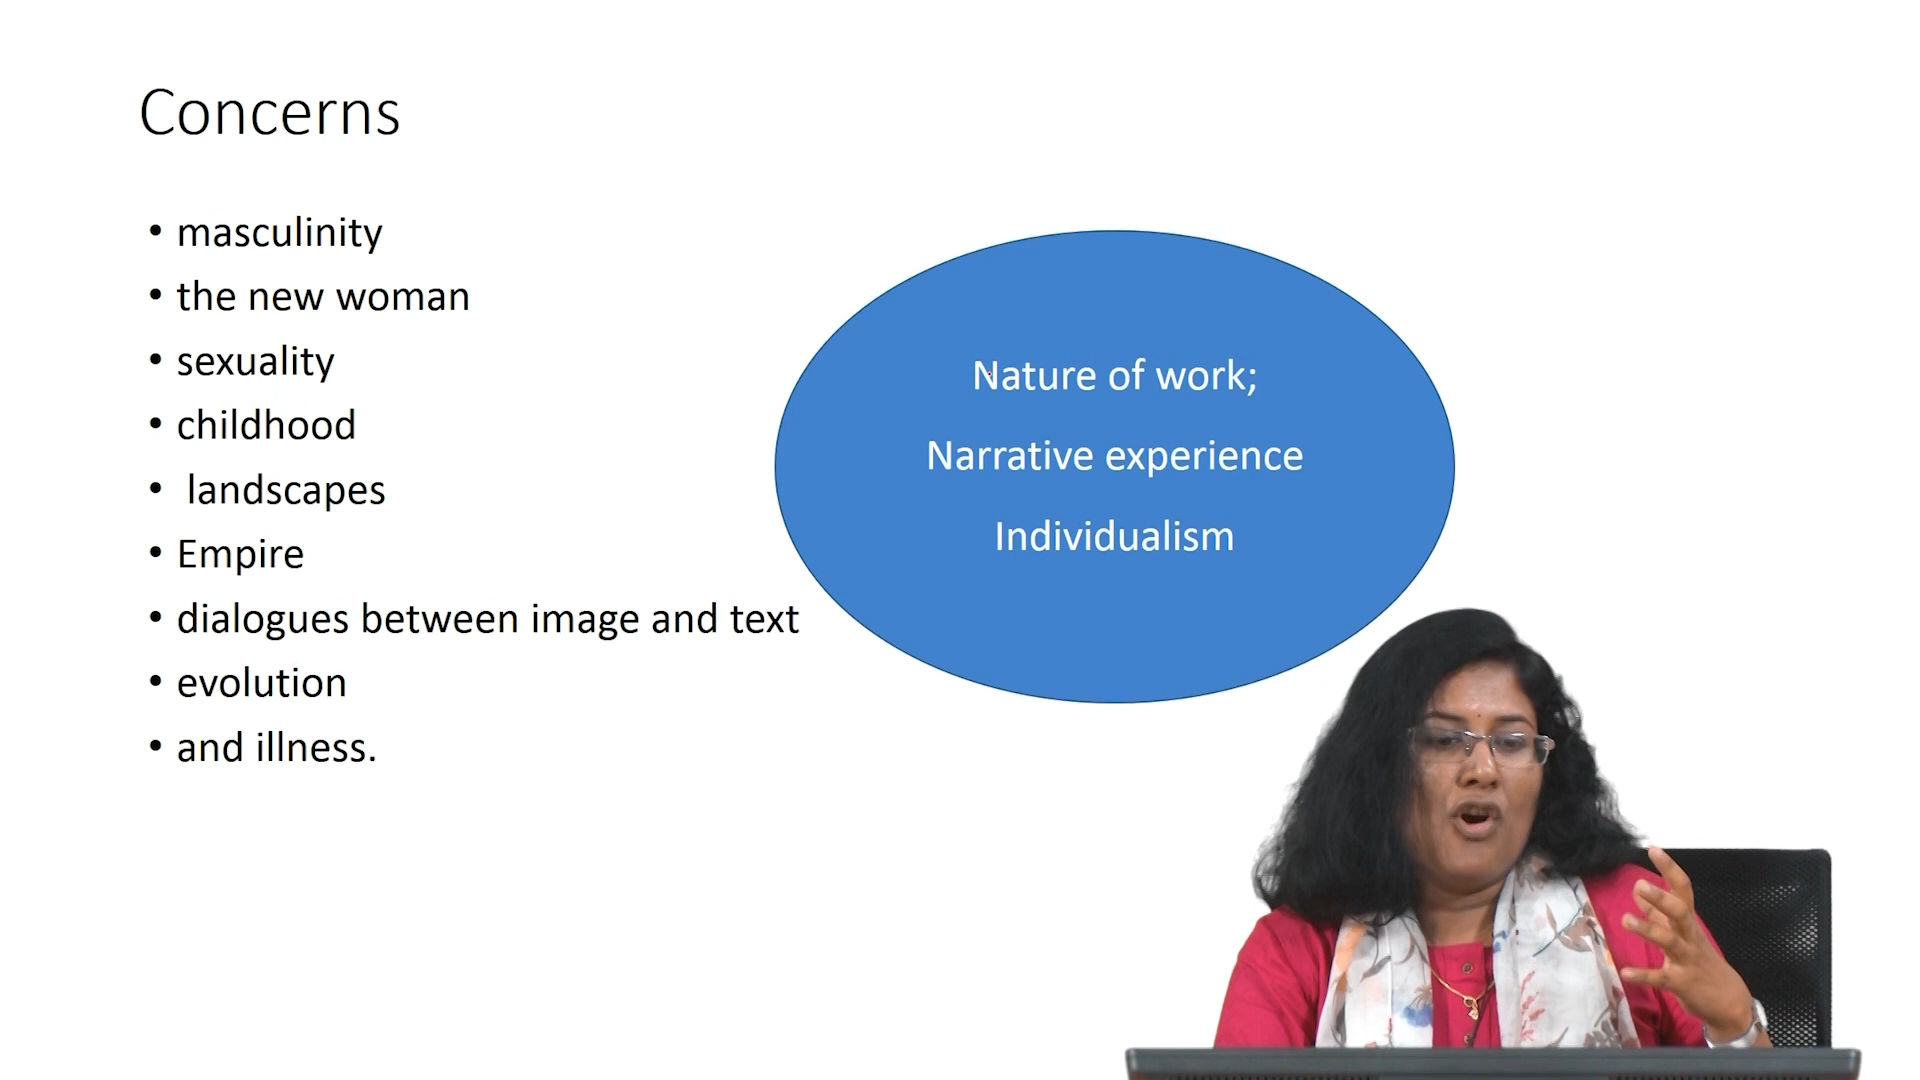 Concerns
• masculinity
• the new woman
• sexuality
• childhood
• landscapes
• Empire
• dialogues between image and text
• evolution
• and illness.
Nature of work;
Narrative experience
Individualism